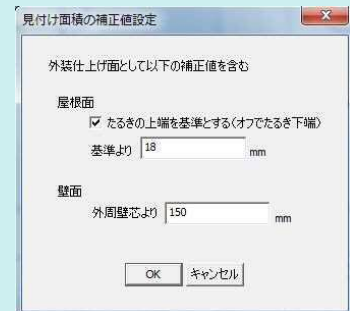 見付け面積の補正値設定
外装仕上げ面として以下の補正値を含む
屋根面
たるきの上端を基準とする(オフでたるき下端)
基準より 18 mm
壁面
外周壁芯より 150 mm
OK キャンセル